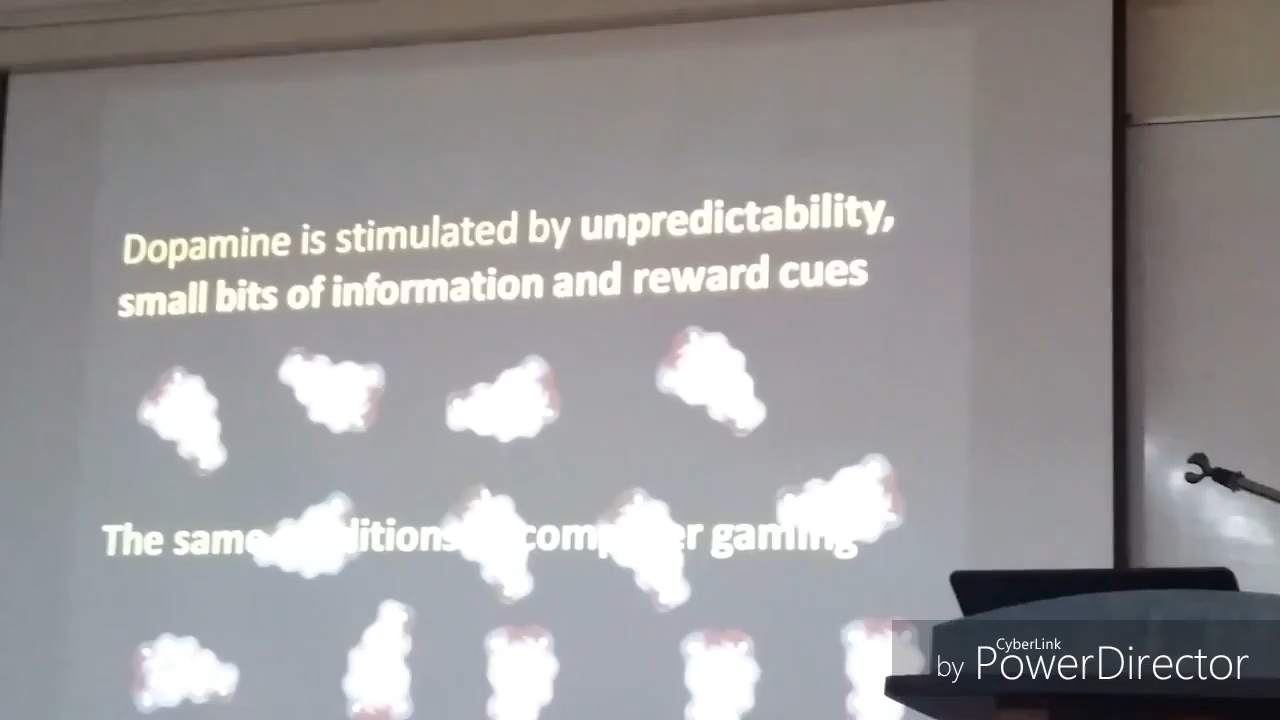 Dopamine is stimulated by unpredictability,
small bits of information and reward cues
The same gaming
CyberLink
by PowerDirector